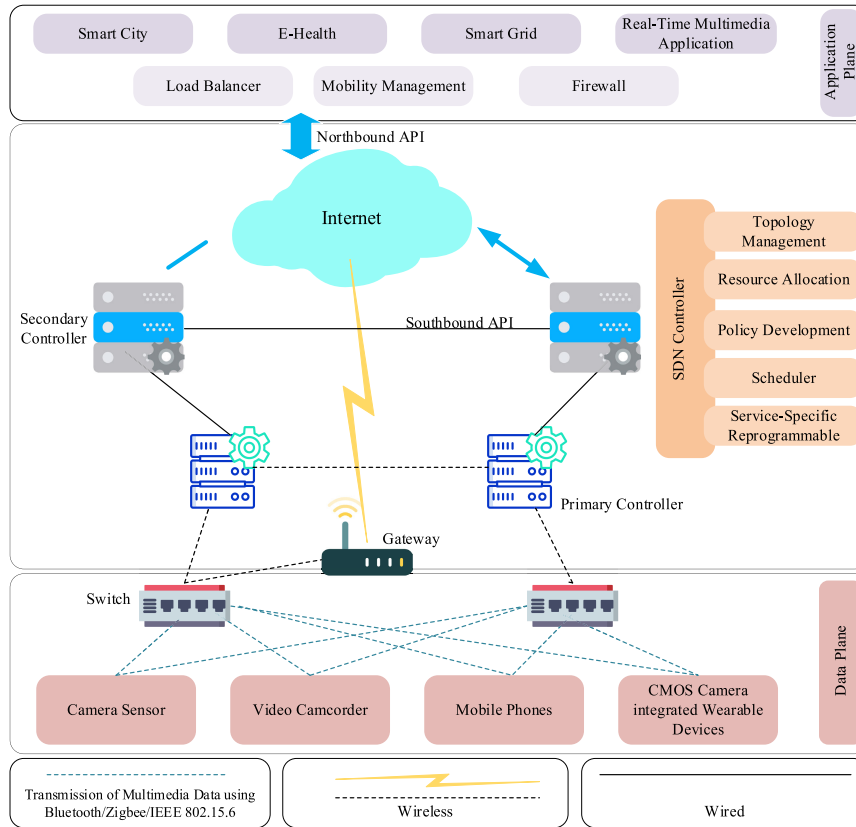 Smart City
E-Health
Smart Grid
Real-Time Multimedia
Application
Load Balancer
Mobility Management
Firewall
Application
Plane
Northbound API
Internet
Secondary
Controller
Southbound API
SDN Controller
Topology
Management
Resource Allocation
Policy Development
Scheduler
Service-Specific
Reprogrammable
Primary Controller
Gateway
Switch
Camera Sensor
Video Camcorder
Mobile Phones
CMOS Camera
integrated Wearable
Devices
Data Plane
Transmission of Multimedia Data using
Bluetooth/Zigbee/IEEE 802.15.6
Wireless
Wired